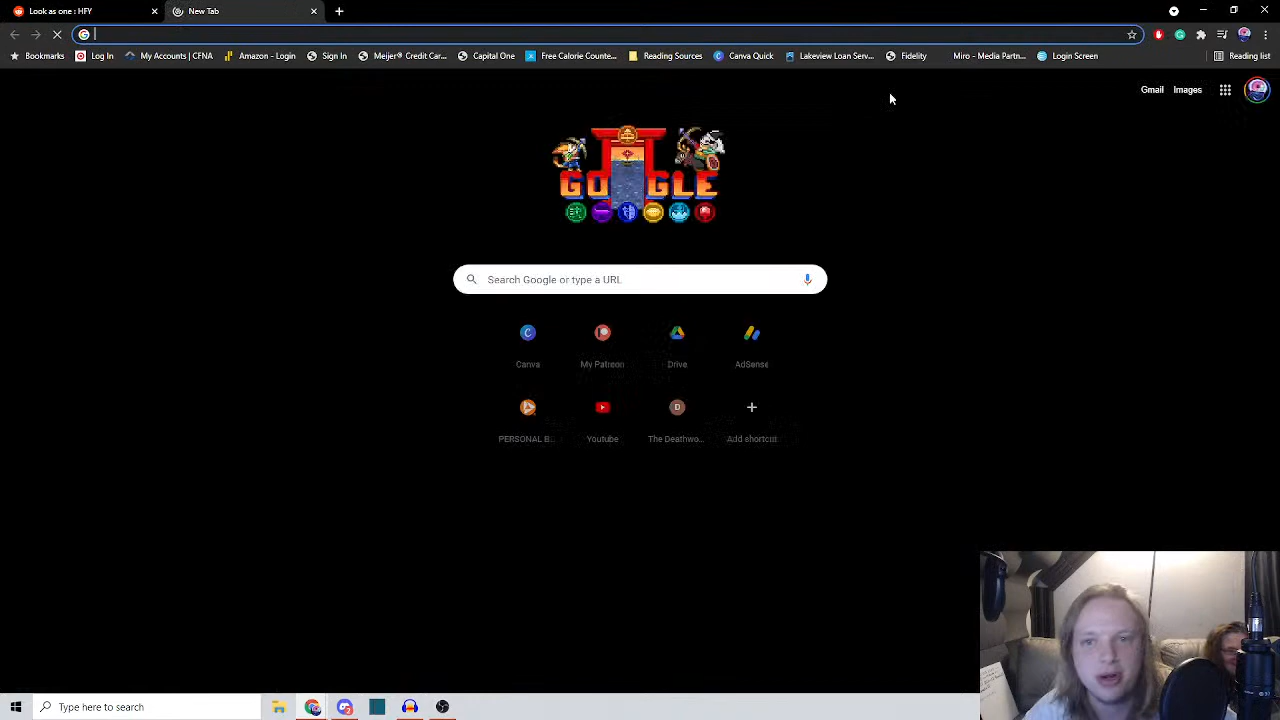 Look as one : HFY
New Tab
Bookmarks
Log In
My Accounts | CFNA
Amazon - Login
Sign In
Meijer® Credit Car...
Capital One
Free Calorie Counte...
Reading Sources
Canva Quick
Lakeview Loan Serv...
Fidelity
Miro - Media Partn...
Login Screen
Reading list
Gmail
Images
GOOGLE
Search Google or type a URL
Canva
My Patreon
Drive
AdSense
PERSONAL B...
Youtube
D
The Deathwo...
Add shortcut
Type here to search